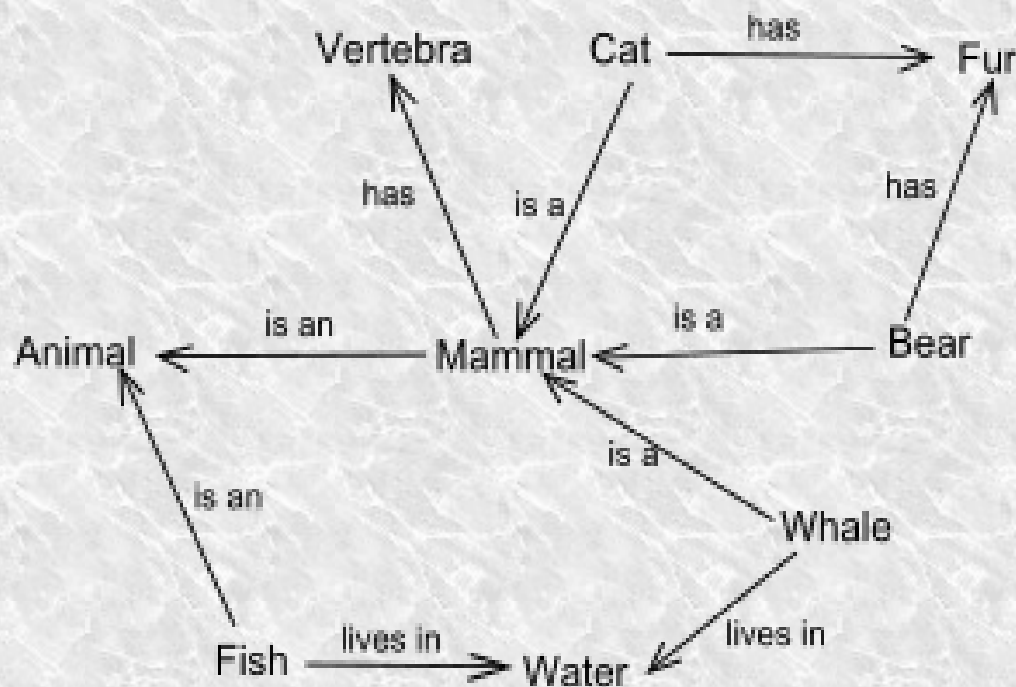 has
Vertebra Cat Fur
has is a has
is an is a
Animal Mammal Bear
is a
is an
Whale
lives in lives in
Fish Water